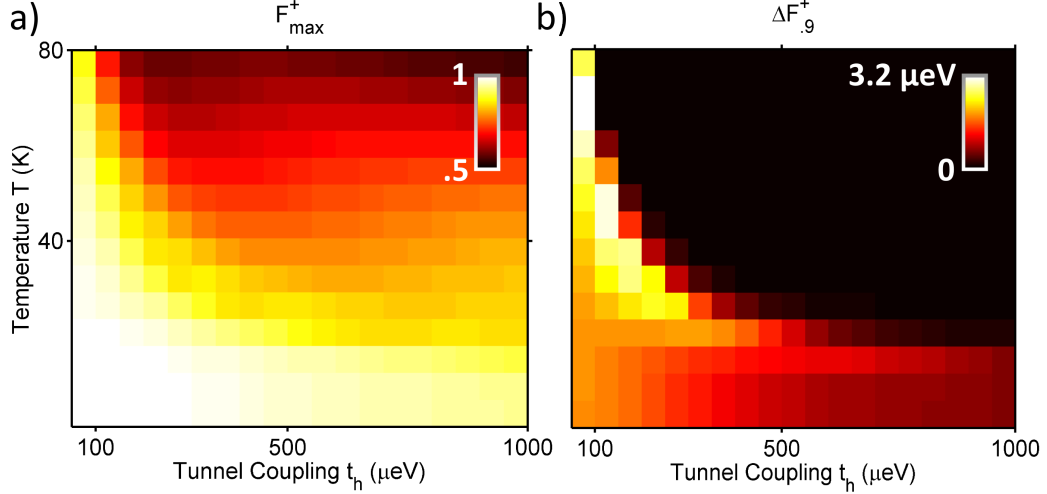 a)
F⁺max
80
40
Temperature T (K)
1
.5
100
500
1000
Tunnel Coupling tₕ (μeV)
b)
ΔF⁺.9
3.2 μeV
0
100
500
1000
Tunnel Coupling tₕ (μeV)